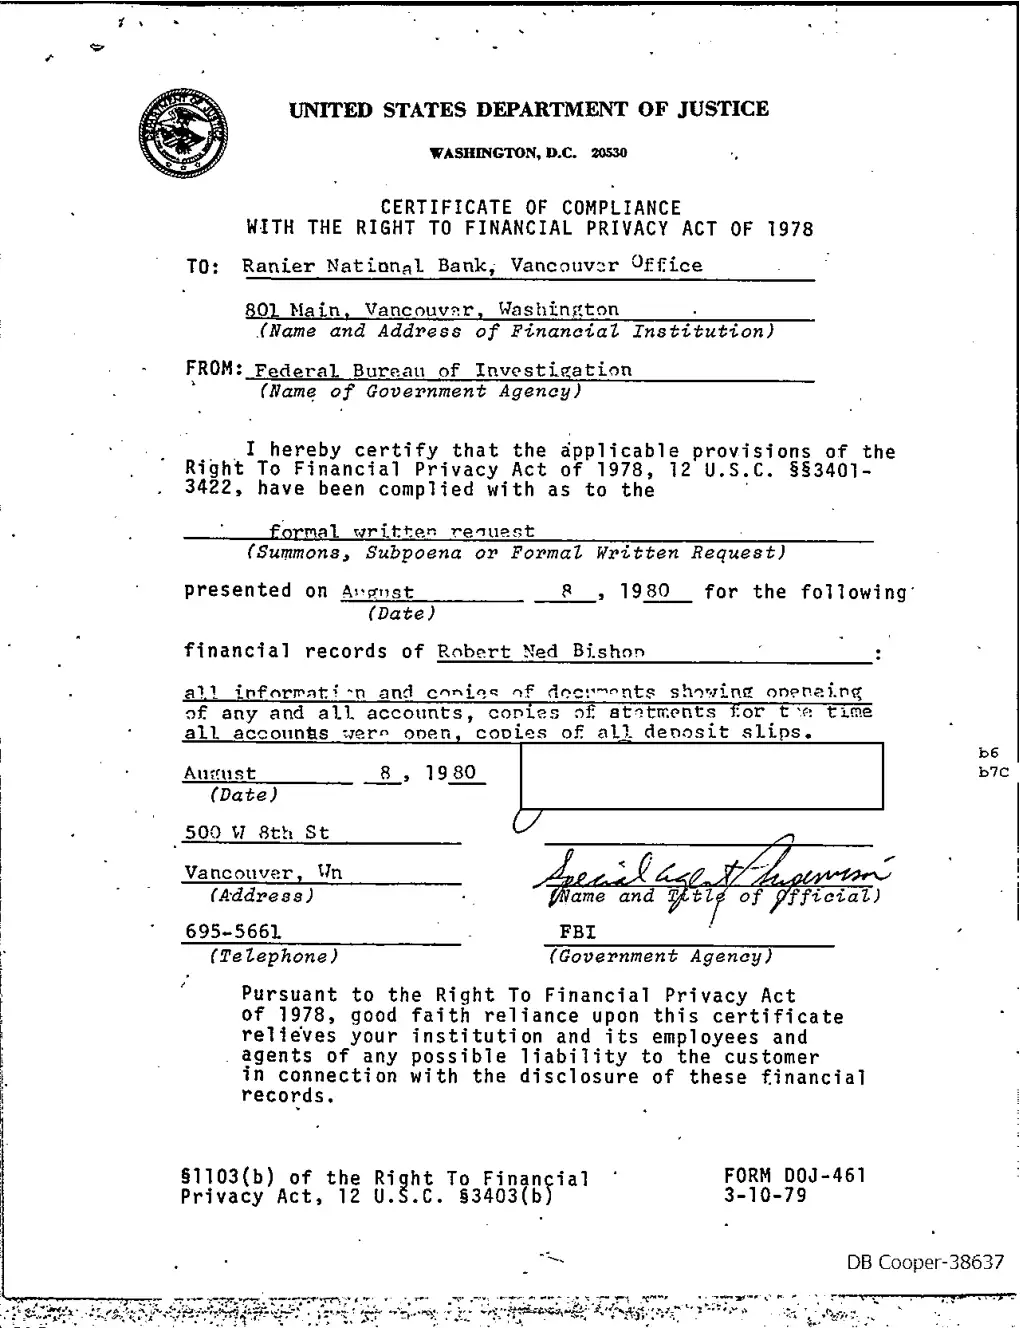 UNITED STATES DEPARTMENT OF JUSTICE
WASHINGTON, D.C. 20530
CERTIFICATE OF COMPLIANCE
WITH THE RIGHT TO FINANCIAL PRIVACY ACT OF 1978
TO: Ranier National Bank, Vancouver Office
801 Main, Vancouver, Washington
(Name and Address of Financial Institution)
FROM: Federal Bureau of Investigation
(Name of Government Agency)
I hereby certify that the applicable provisions of the
Right To Financial Privacy Act of 1978, 12 U.S.C. §§3401-
3422, have been complied with as to the
formal written request
(Summons, Subpoena or Formal Written Request)
presented on August 8 , 1980 for the following
(Date)
financial records of Robert Ned Bishop :
all information and copies of documents showing openeing
of any and all accounts, copies of statments for the time
all accounts were open, copies of all deposit slips.
b6
b7C
August 8 , 1980
(Date)
500 W 8th St
Vancouver, Wn
Special Agent Supervisor
(Address)
(Name and Title of Official)
695-5661
FBI
(Telephone)
(Government Agency)
Pursuant to the Right To Financial Privacy Act
of 1978, good faith reliance upon this certificate
relieves your institution and its employees and
agents of any possible liability to the customer
in connection with the disclosure of these financial
records.
§1103(b) of the Right To Financial
Privacy Act, 12 U.S.C. §3403(b)
FORM DOJ-461
3-10-79
DB Cooper-38637